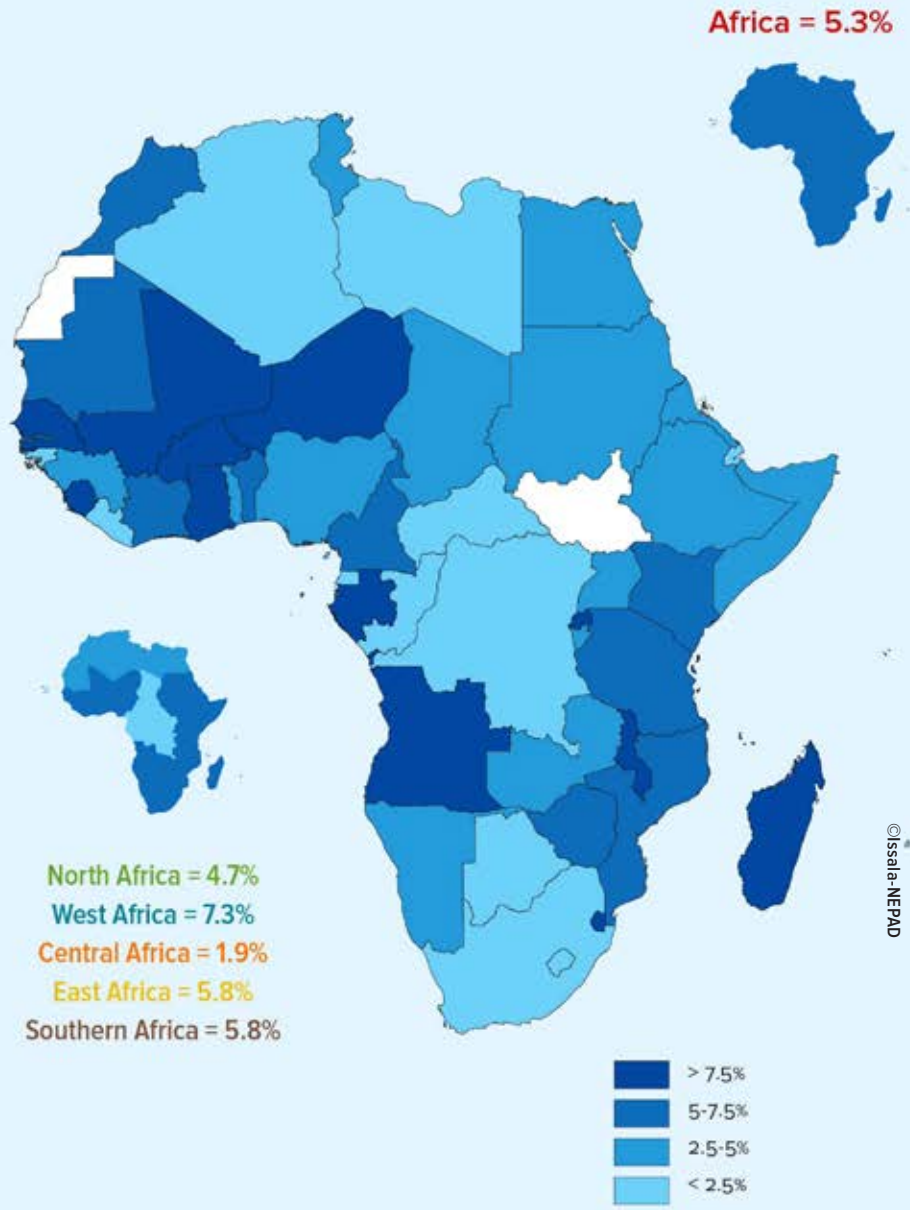 Africa = 5.3%
©Issala-NEPAD
North Africa = 4.7%
West Africa = 7.3%
Central Africa = 1.9%
East Africa = 5.8%
Southern Africa = 5.8%
> 7.5%
5-7.5%
2.5-5%
< 2.5%